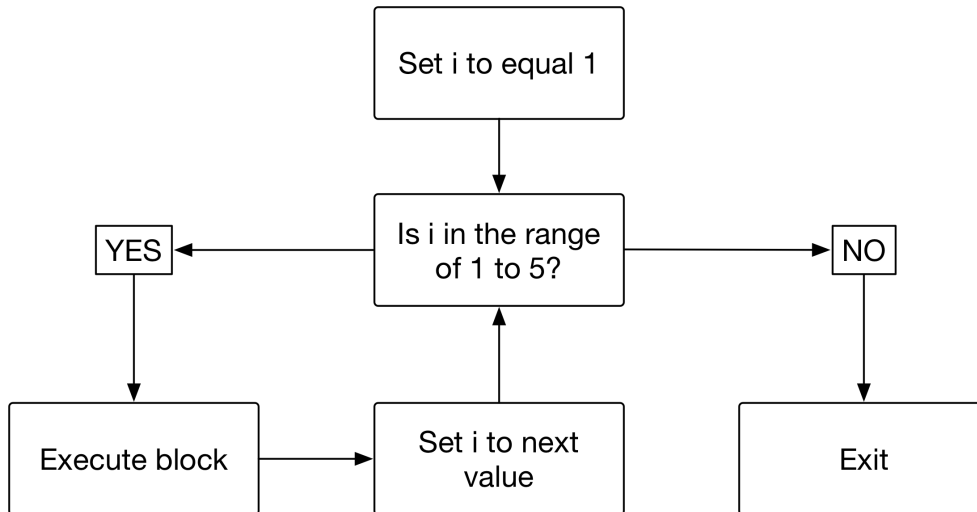 Set i to equal 1
Is i in the range
of 1 to 5?
YES
NO
Execute block
Set i to next
value
Exit